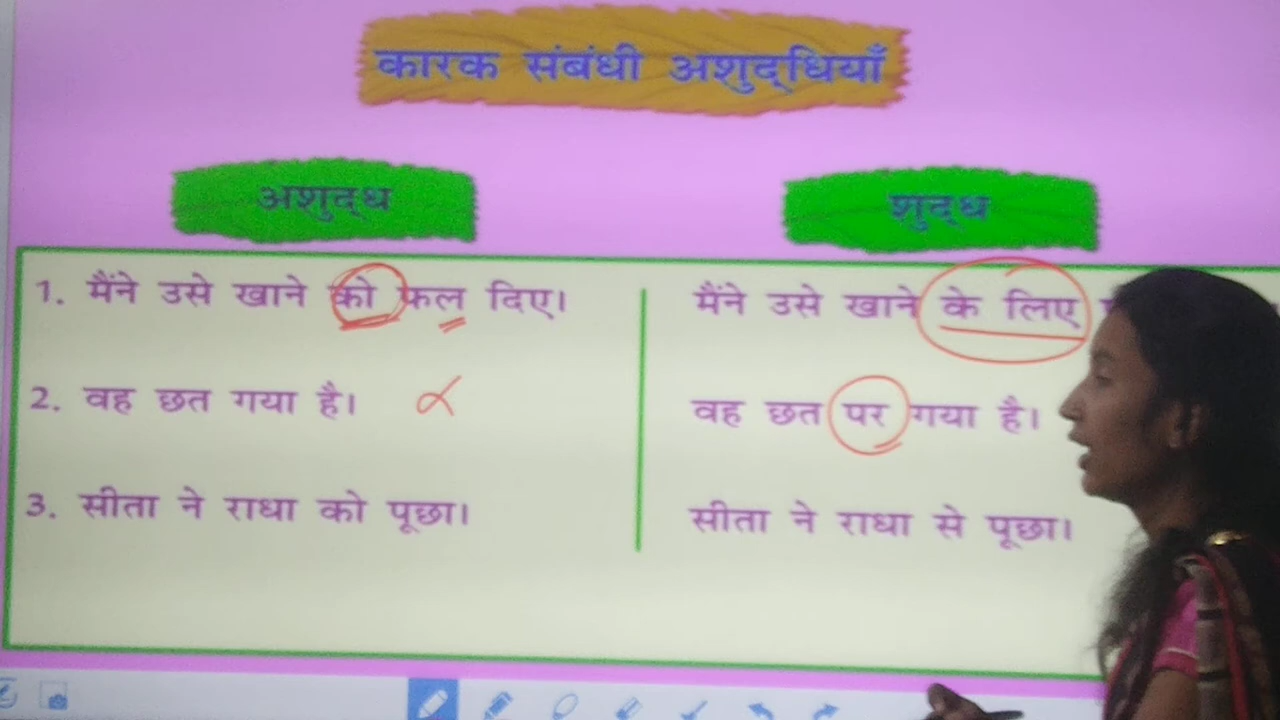 कारक संबंधी अशुद्धियाँ
अशुद्ध
शुद्ध
1. मैंने उसे खाने को फल दिए।
मैंने उसे खाने के लिए
2. वह छत गया है।
वह छत पर गया है।
3. सीता ने राधा को पूछा।
सीता ने राधा से पूछा।